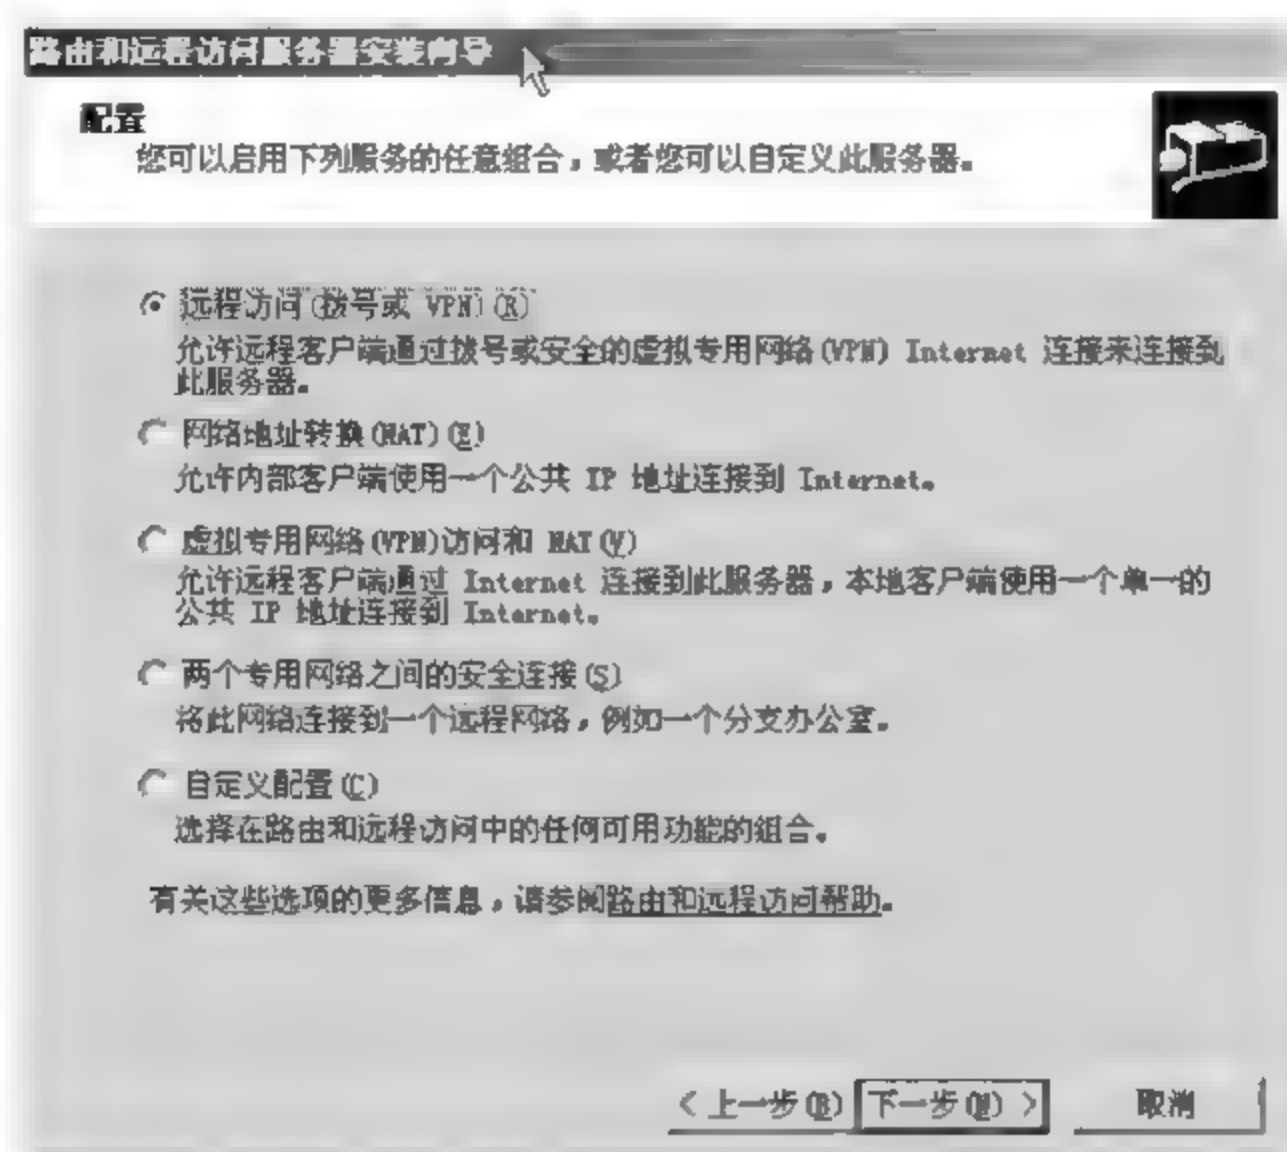 路由和远程访问服务器安装向导
配置
您可以启用下列服务的任意组合，或者您可以自定义此服务器。
远程访问(拨号或 VPN)(R)
允许远程客户端通过拨号或安全的虚拟专用网络(VPN) Internet 连接来连接到
此服务器。
网络地址转换(NAT)(E)
允许内部客户端使用一个公共 IP 地址连接到 Internet。
虚拟专用网络(VPN)访问和 NAT(V)
允许远程客户端通过 Internet 连接到此服务器，本地客户端使用一个单一的
公共 IP 地址连接到 Internet。
两个专用网络之间的安全连接(S)
将此网络连接到一个远程网络，例如一个分支办公室。
自定义配置(C)
选择在路由和远程访问中的任何可用功能的组合。
有关这些选项的更多信息，请参阅路由和远程访问帮助。
< 上一步(B) 下一步(N) > 取消